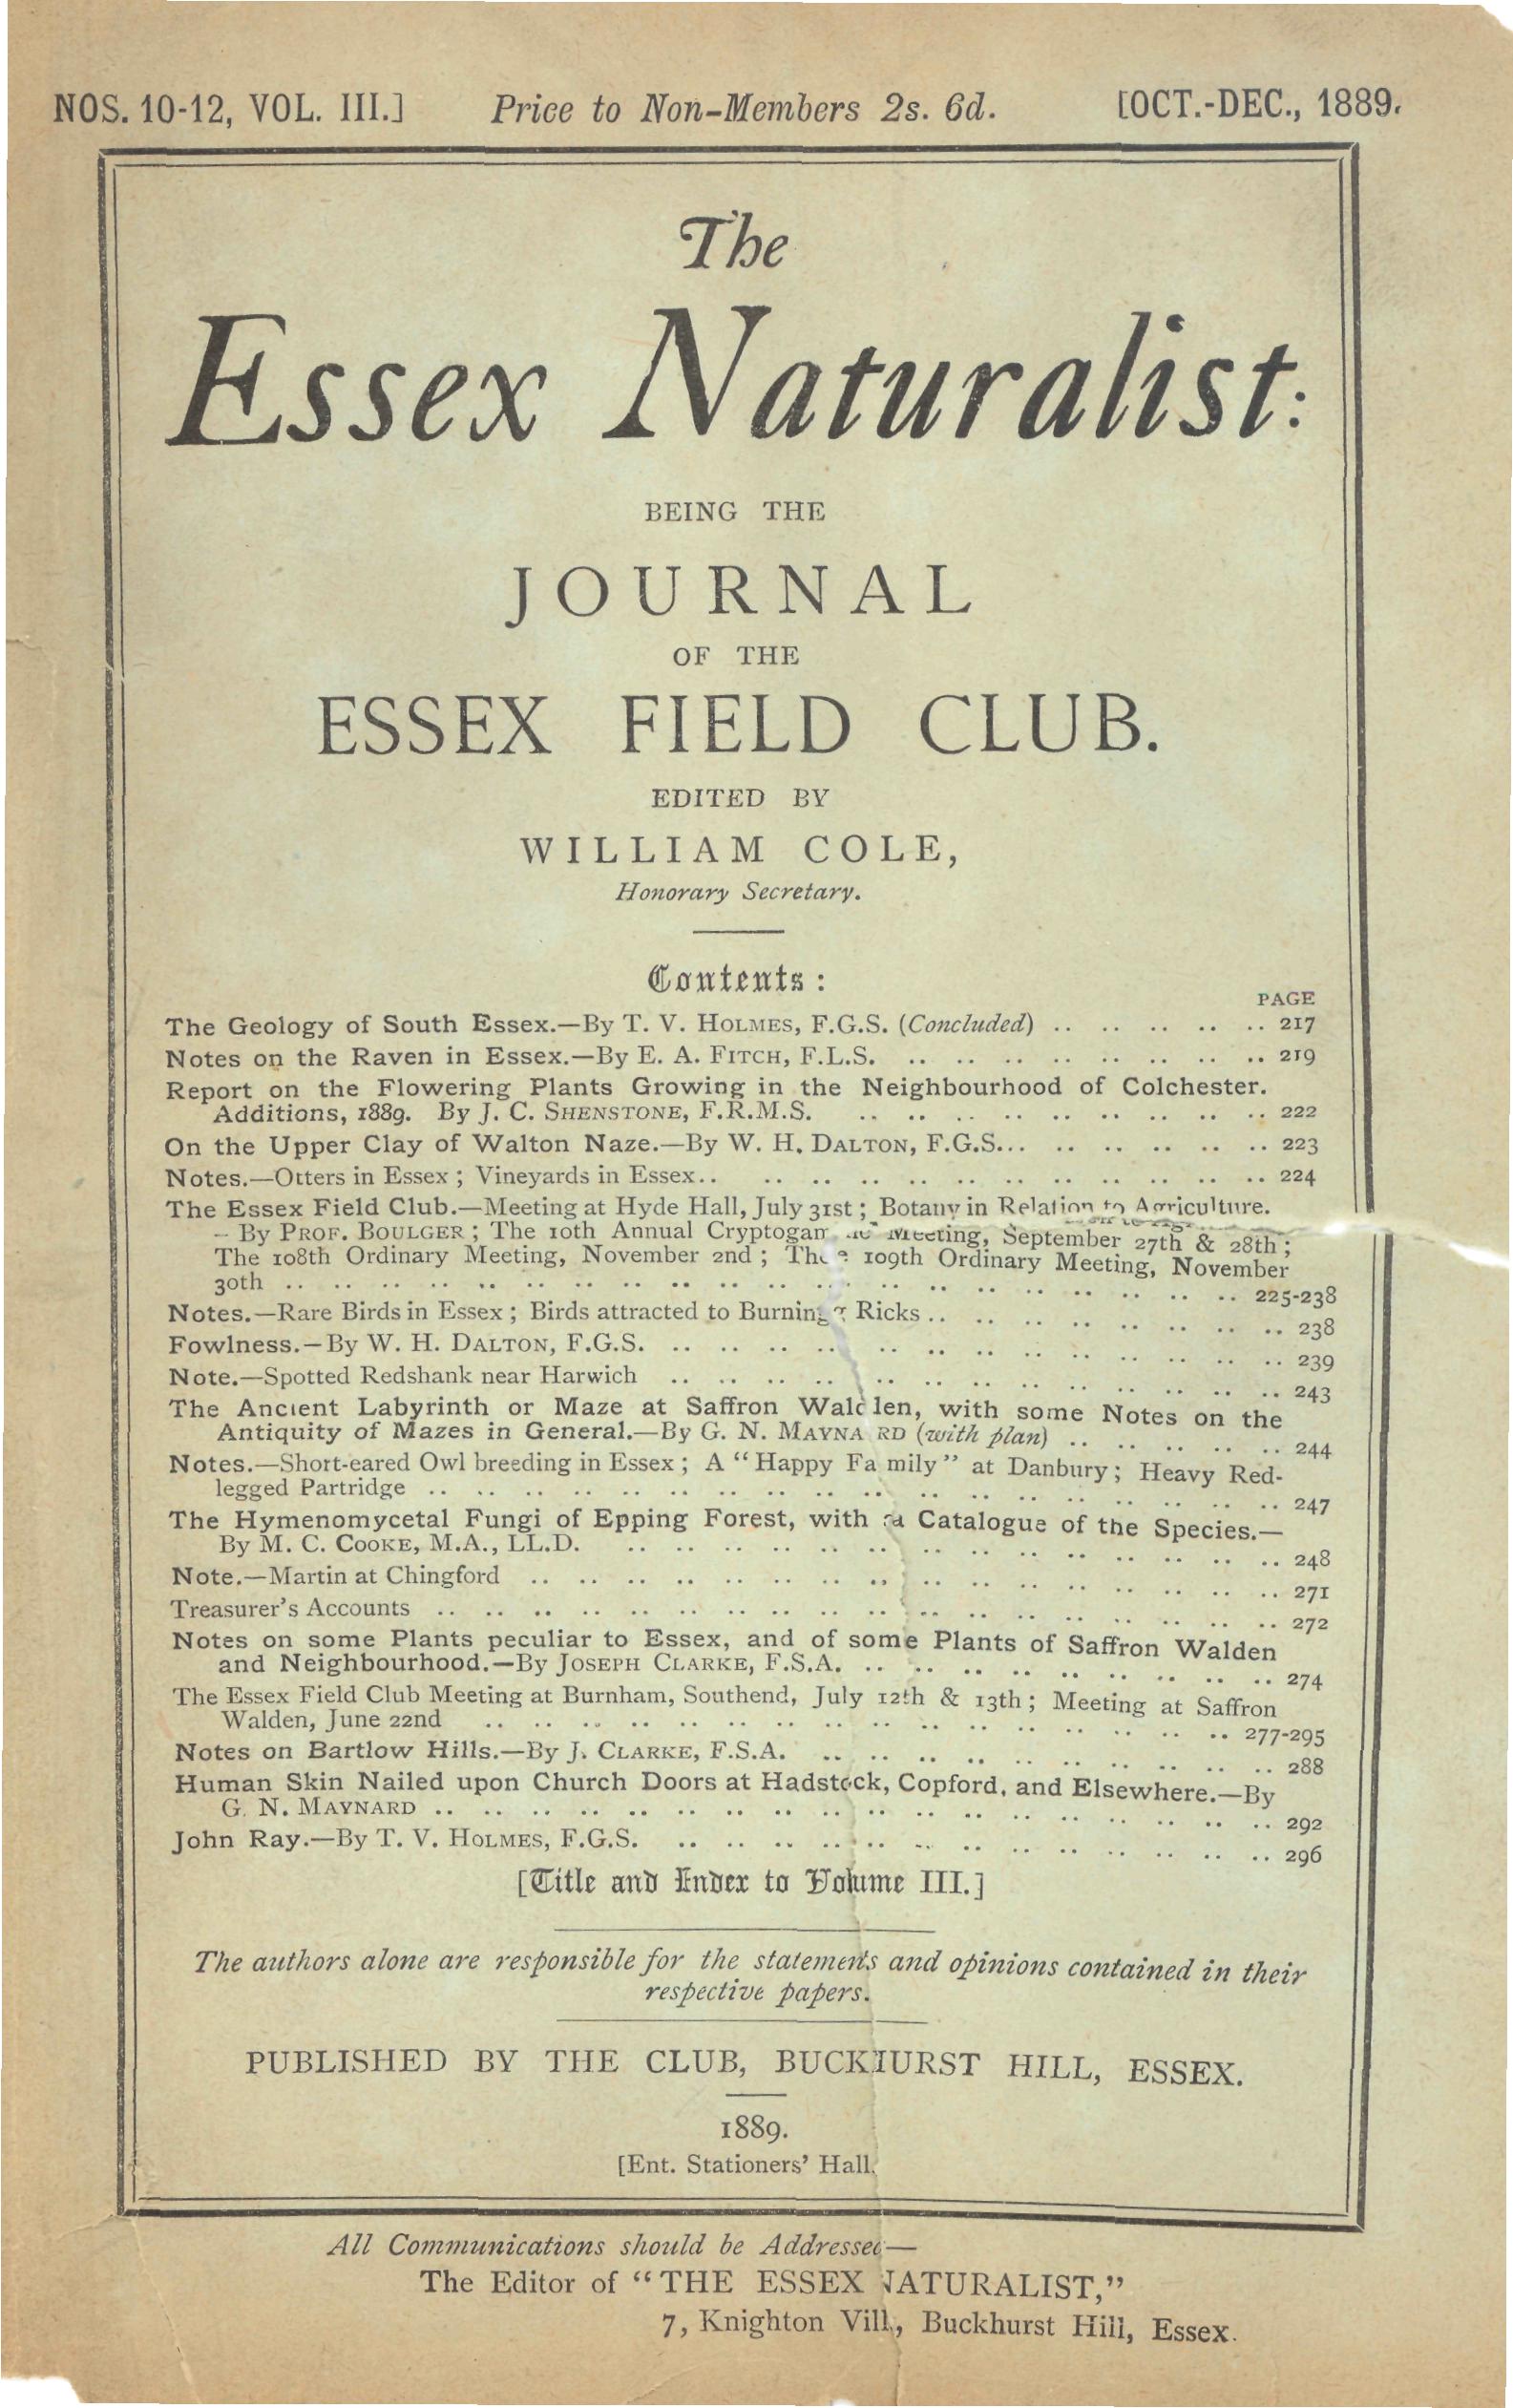 NOS. 10-12, VOL. III.] Price to Non-Members 2s. 6d. [OCT.-DEC., 1889.
The
Essex Naturalist:
BEING THE
JOURNAL
OF THE
ESSEX FIELD CLUB.
EDITED BY
WILLIAM COLE,
Honorary Secretary.
Contents:
PAGE
The Geology of South Essex.—By T. V. HOLMES, F.G.S. (Concluded) .. .. .. .. .. 217
Notes on the Raven in Essex.—By E. A. FITCH, F.L.S. .. .. .. .. .. .. .. .. 219
Report on the Flowering Plants Growing in the Neighbourhood of Colchester.
Additions, 1889. By J. C. SHENSTONE, F.R.M.S. .. .. .. .. .. .. .. .. .. 222
On the Upper Clay of Walton Naze.—By W. H. DALTON, F.G.S... .. .. .. .. .. 223
Notes.—Otters in Essex; Vineyards in Essex.. .. .. .. .. .. .. .. .. .. .. .. 224
The Essex Field Club.—Meeting at Hyde Hall, July 31st; Botany in Relation to Agriculture.
– By PROF. BOULGER; The 10th Annual Meeting, September 27th & 28th;
The 108th Ordinary Meeting, November 2nd; The 109th Ordinary Meeting, November
30th .. .. .. .. .. .. .. .. .. .. .. .. .. .. .. .. .. .. .. .. 225-238
Notes.—Rare Birds in Essex; Birds attracted to Burning Ricks .. .. .. .. .. .. .. .. 238
Fowlness.—By W. H. DALTON, F.G.S. .. .. .. .. .. .. .. .. .. .. .. .. .. 239
Note.—Spotted Redshank near Harwich .. .. .. .. .. .. .. .. .. .. .. .. .. 243
The Ancient Labyrinth or Maze at Saffron Walden, with some Notes on the
Antiquity of Mazes in General.—By G. N. MAYNARD (with plan) .. .. .. .. .. 244
Notes.—Short-eared Owl breeding in Essex; A "Happy Family" at Danbury; Heavy Red-
legged Partridge .. .. .. .. .. .. .. .. .. .. .. .. .. .. .. .. .. .. 247
The Hymenomycetal Fungi of Epping Forest, with a Catalogue of the Species.—
By M. C. COOKE, M.A., LL.D. .. .. .. .. .. .. .. .. .. .. .. .. .. .. 248
Note.—Martin at Chingford .. .. .. .. .. .. .. .. .. .. .. .. .. .. .. .. 271
Treasurer's Accounts .. .. .. .. .. .. .. .. .. .. .. .. .. .. .. .. .. .. 272
Notes on some Plants peculiar to Essex, and of some Plants of Saffron Walden
and Neighbourhood.—By JOSEPH CLARKE, F.S.A. .. .. .. .. .. .. .. .. .. 274
The Essex Field Club Meeting at Burnham, Southend, July 12th & 13th; Meeting at Saffron
Walden, June 22nd .. .. .. .. .. .. .. .. .. .. .. .. .. .. .. .. 277-295
Notes on Bartlow Hills.—By J. CLARKE, F.S.A. .. .. .. .. .. .. .. .. .. .. 288
Human Skin Nailed upon Church Doors at Hadstock, Copford, and Elsewhere.—By
G. N. MAYNARD .. .. .. .. .. .. .. .. .. .. .. .. .. .. .. .. .. .. 292
John Ray.—By T. V. HOLMES, F.G.S. .. .. .. .. .. .. .. .. .. .. .. .. .. 296
[Title and Index to Volume III.]
The authors alone are responsible for the statements and opinions contained in their
respective papers.
PUBLISHED BY THE CLUB, BUCKHURST HILL, ESSEX.
1889.
[Ent. Stationers' Hall.
All Communications should be Addressed—
The Editor of "THE ESSEX NATURALIST,"
7, Knighton Vill., Buckhurst Hill, Essex.